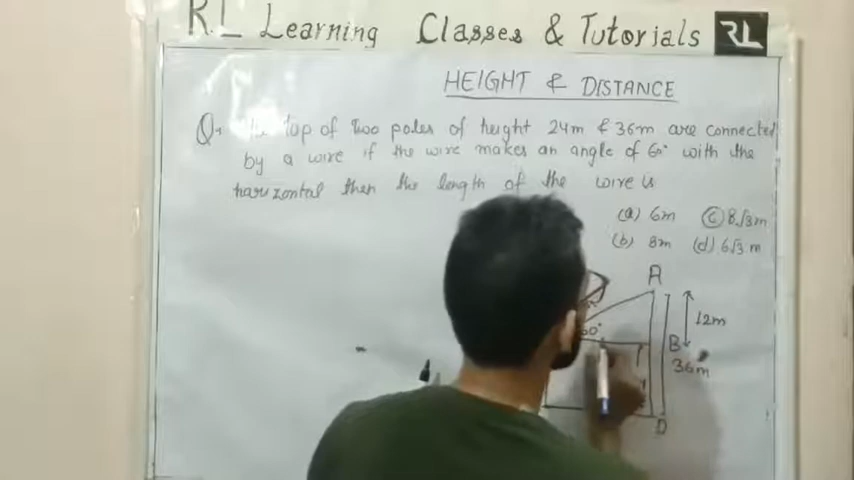 RL Learning Classes & Tutorials RL
HEIGHT & DISTANCE
Q. The top of two poles of height 24m & 36m are connected
by a wire if the wire makes an angle of 60° with the
harizontal then the length of the wire is
(a) 6m (c) 8√3m
(b) 8m (d) 6√3 m
A
12m
60°
B
36m
D